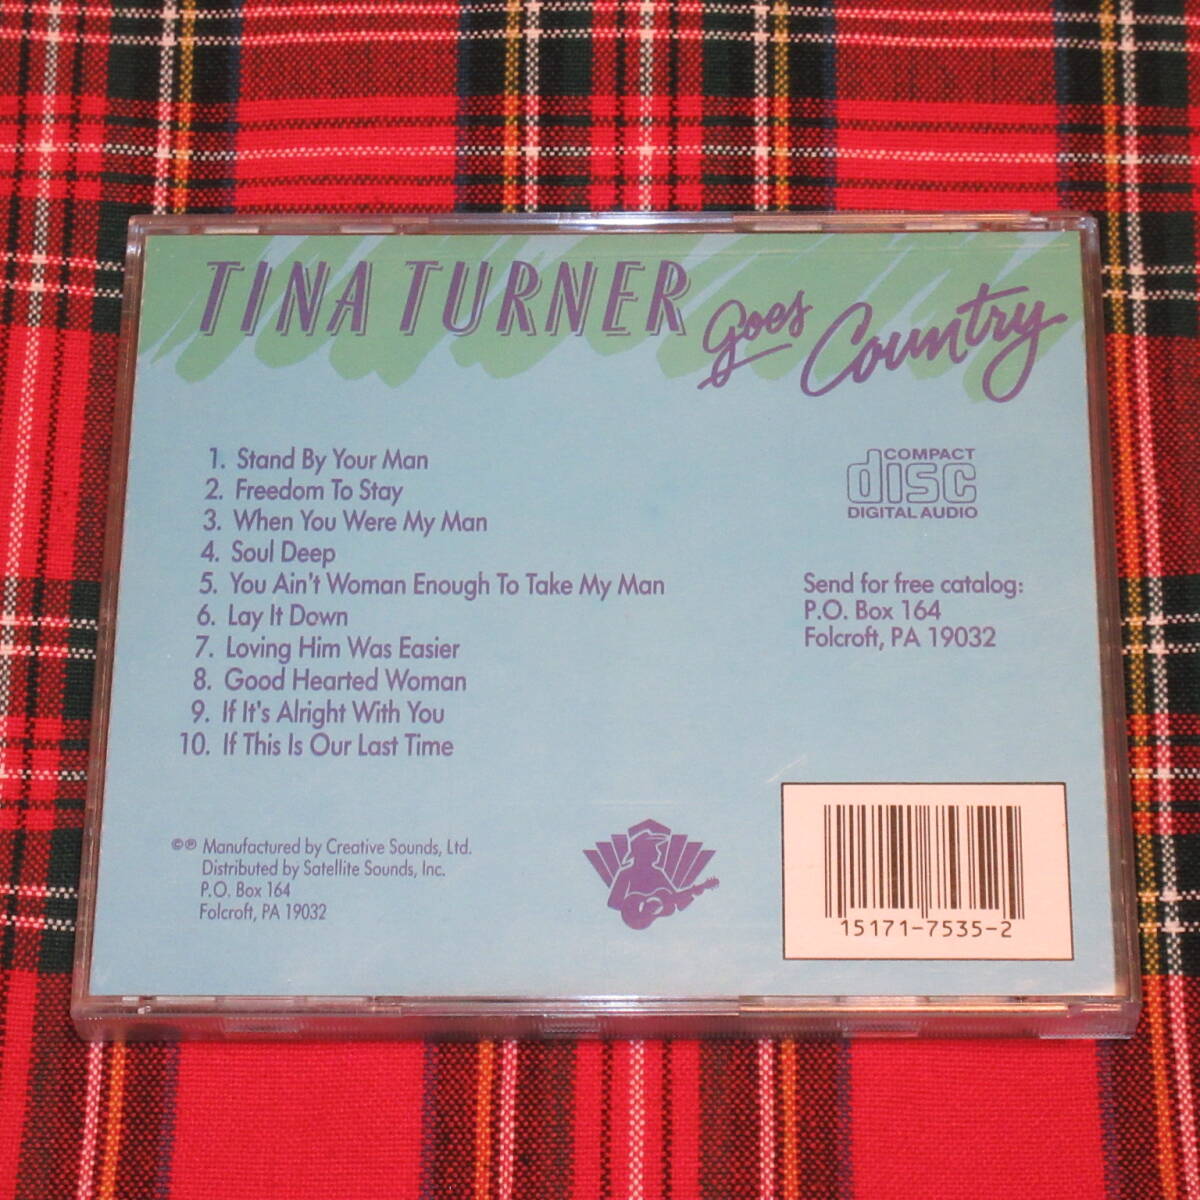 TINA TURNER goes Country
1. Stand By Your Man
2. Freedom To Stay
3. When You Were My Man
4. Soul Deep
5. You Ain't Woman Enough To Take My Man
6. Lay It Down
7. Loving Him Was Easier
8. Good Hearted Woman
9. If It's Alright With You
10. If This Is Our Last Time
COMPACT
disc
DIGITAL AUDIO
Send for free catalog:
P.O. Box 164
Folcroft, PA 19032
©℗ Manufactured by Creative Sounds, Ltd.
Distributed by Satellite Sounds, Inc.
P.O. Box 164
Folcroft, PA 19032
15171-7535-2